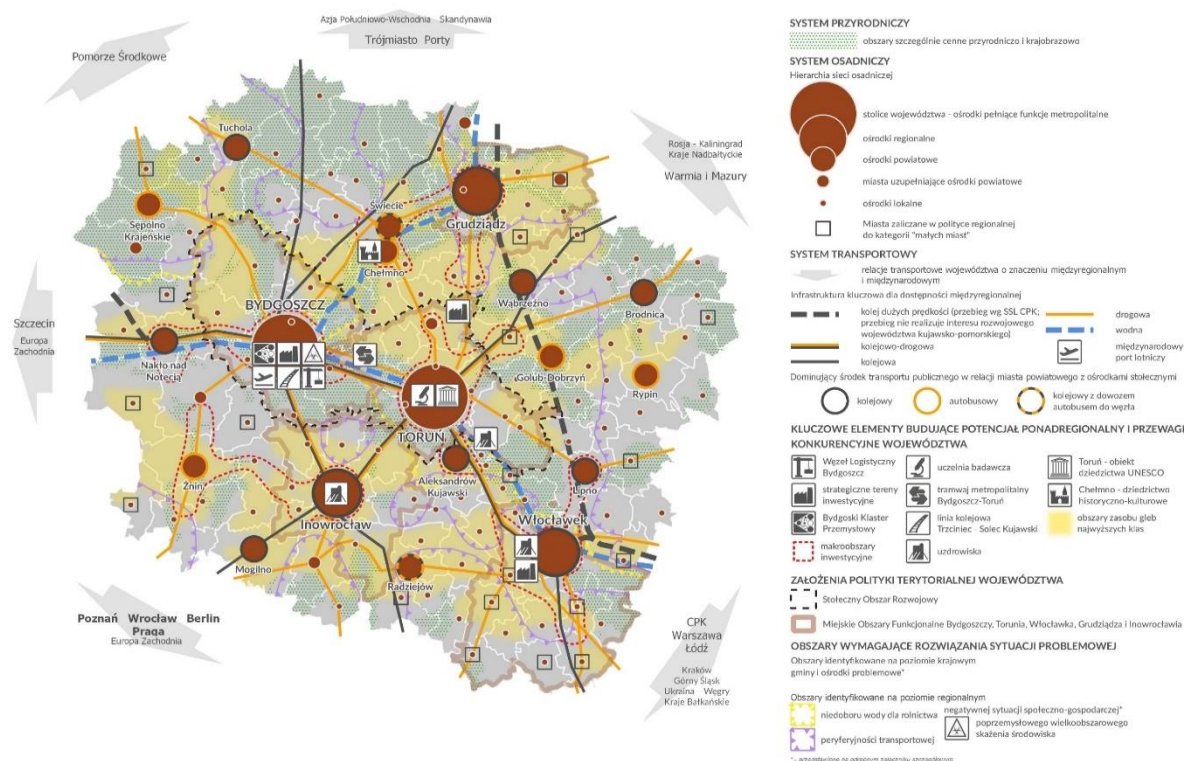 Azja Południowo-Wschodnia Skandynawia
Trójmiasto Porty
Pomorze Środkowe
Rosja - Kaliningrad
Kraje Nadbałtyckie
Warmia i Mazury
Szczecin
Europa
Zachodnia
Poznań Wrocław Berlin
Praga
Europa Zachodnia
CPK
Warszawa
Łódź
Kraków
Górny Śląsk
Ukraina Węgry
Kraje Bałkańskie
Tuchola
Sępólno
Krajeńskie
Świecie
Grudziądz
Chełmno
BYDGOSZCZ
Wąbrzeźno
Brodnica
Nakło nad
Notecią
Golub-Dobrzyń
Rypin
TORUŃ
Żnin
Aleksandrów
Kujawski
Lipno
Inowrocław
Włocławek
Mogilno
Radziejów
SYSTEM PRZYRODNICZY
obszary szczególnie cenne przyrodniczo i krajobrazowo
SYSTEM OSADNICZY
Hierarchia sieci osadniczej
stolice województwa - ośrodki pełniące funkcje metropolitalne
ośrodki regionalne
ośrodki powiatowe
miasta uzupełniające ośrodki powiatowe
ośrodki lokalne
Miasta zaliczane w polityce regionalnej
do kategorii "małych miast"
SYSTEM TRANSPORTOWY
relacje transportowe województwa o znaczeniu międzyregionalnym
i międzynarodowym
Infrastruktura kluczowa dla dostępności międzyregionalnej
kolej dużych prędkości (przebieg wg SSL CPK;
przebieg nie realizuje interesu rozwojowego
województwa kujawsko-pomorskiego)
kolejowo-drogowa
kolejowa
drogowa
wodna
międzynarodowy
port lotniczy
Dominujący środek transportu publicznego w relacji miasta powiatowego z ośrodkami stołecznymi
kolejowy
autobusowy
kolejowy z dowozem
autobusem do węzła
KLUCZOWE ELEMENTY BUDUJĄCE POTENCJAŁ PONADREGIONALNY I PRZEWAGI
KONKURENCYJNE WOJEWÓDZTWA
Węzeł Logistyczny
Bydgoszcz
strategiczne tereny
inwestycyjne
Bydgoski Klaster
Przemysłowy
makroobszary
inwestycyjne
uczelnia badawcza
tramwaj metropolitalny
Bydgoszcz-Toruń
linia kolejowa
Trzciniec - Solec Kujawski
uzdrowiska
Toruń - obiekt
dziedzictwa UNESCO
Chełmno - dziedzictwo
historyczno-kulturowe
obszary zasobu gleb
najwyższych klas
ZAŁOŻENIA POLITYKI TERYTORIALNEJ WOJEWÓDZTWA
Stołeczny Obszar Rozwojowy
Miejskie Obszary Funkcjonalne Bydgoszczy, Torunia, Włocławka, Grudziądza i Inowrocławia
OBSZARY WYMAGAJĄCE ROZWIĄZANIA SYTUACJI PROBLEMOWEJ
Obszary identyfikowane na poziomie krajowym
gminy i ośrodki problemowe*
Obszary identyfikowane na poziomie regionalnym
niedoboru wody dla rolnictwa
peryferyjności transportowej
negatywnej sytuacji społeczno-gospodarczej*
poprzemysłowego wielkoobszarowego
skażenia środowiska